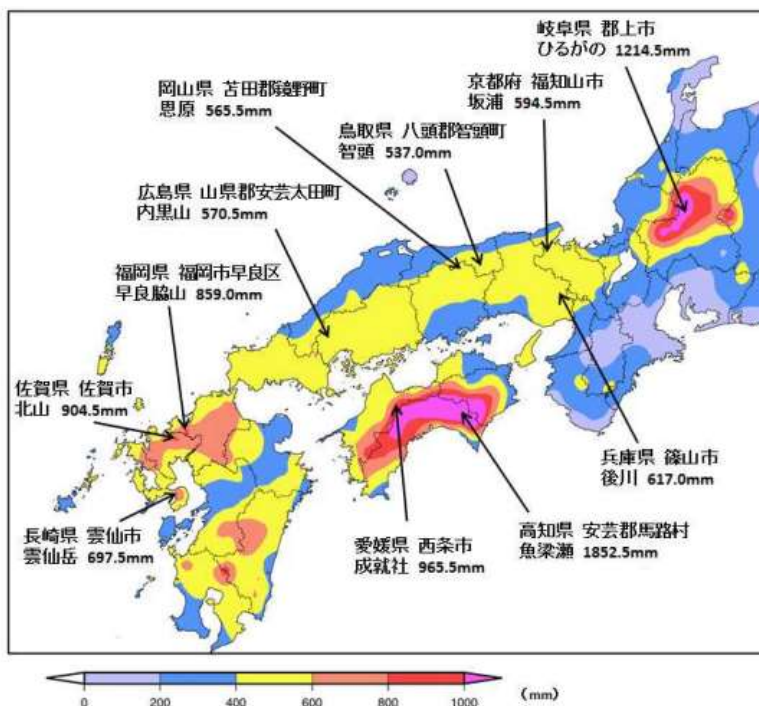 岐阜県 郡上市
ひるがの 1214.5mm
岡山県 苫田郡鏡野町
恩原 565.5mm
京都府 福知山市
坂浦 594.5mm
鳥取県 八頭郡智頭町
智頭 537.0mm
広島県 山県郡安芸太田町
内黒山 570.5mm
福岡県 福岡市早良区
早良脇山 859.0mm
佐賀県 佐賀市
北山 904.5mm
長崎県 雲仙市
雲仙岳 697.5mm
愛媛県 西条市
成就社 965.5mm
高知県 安芸郡馬路村
魚梁瀬 1852.5mm
兵庫県 篠山市
後川 617.0mm
0 200 400 600 800 1000 (mm)